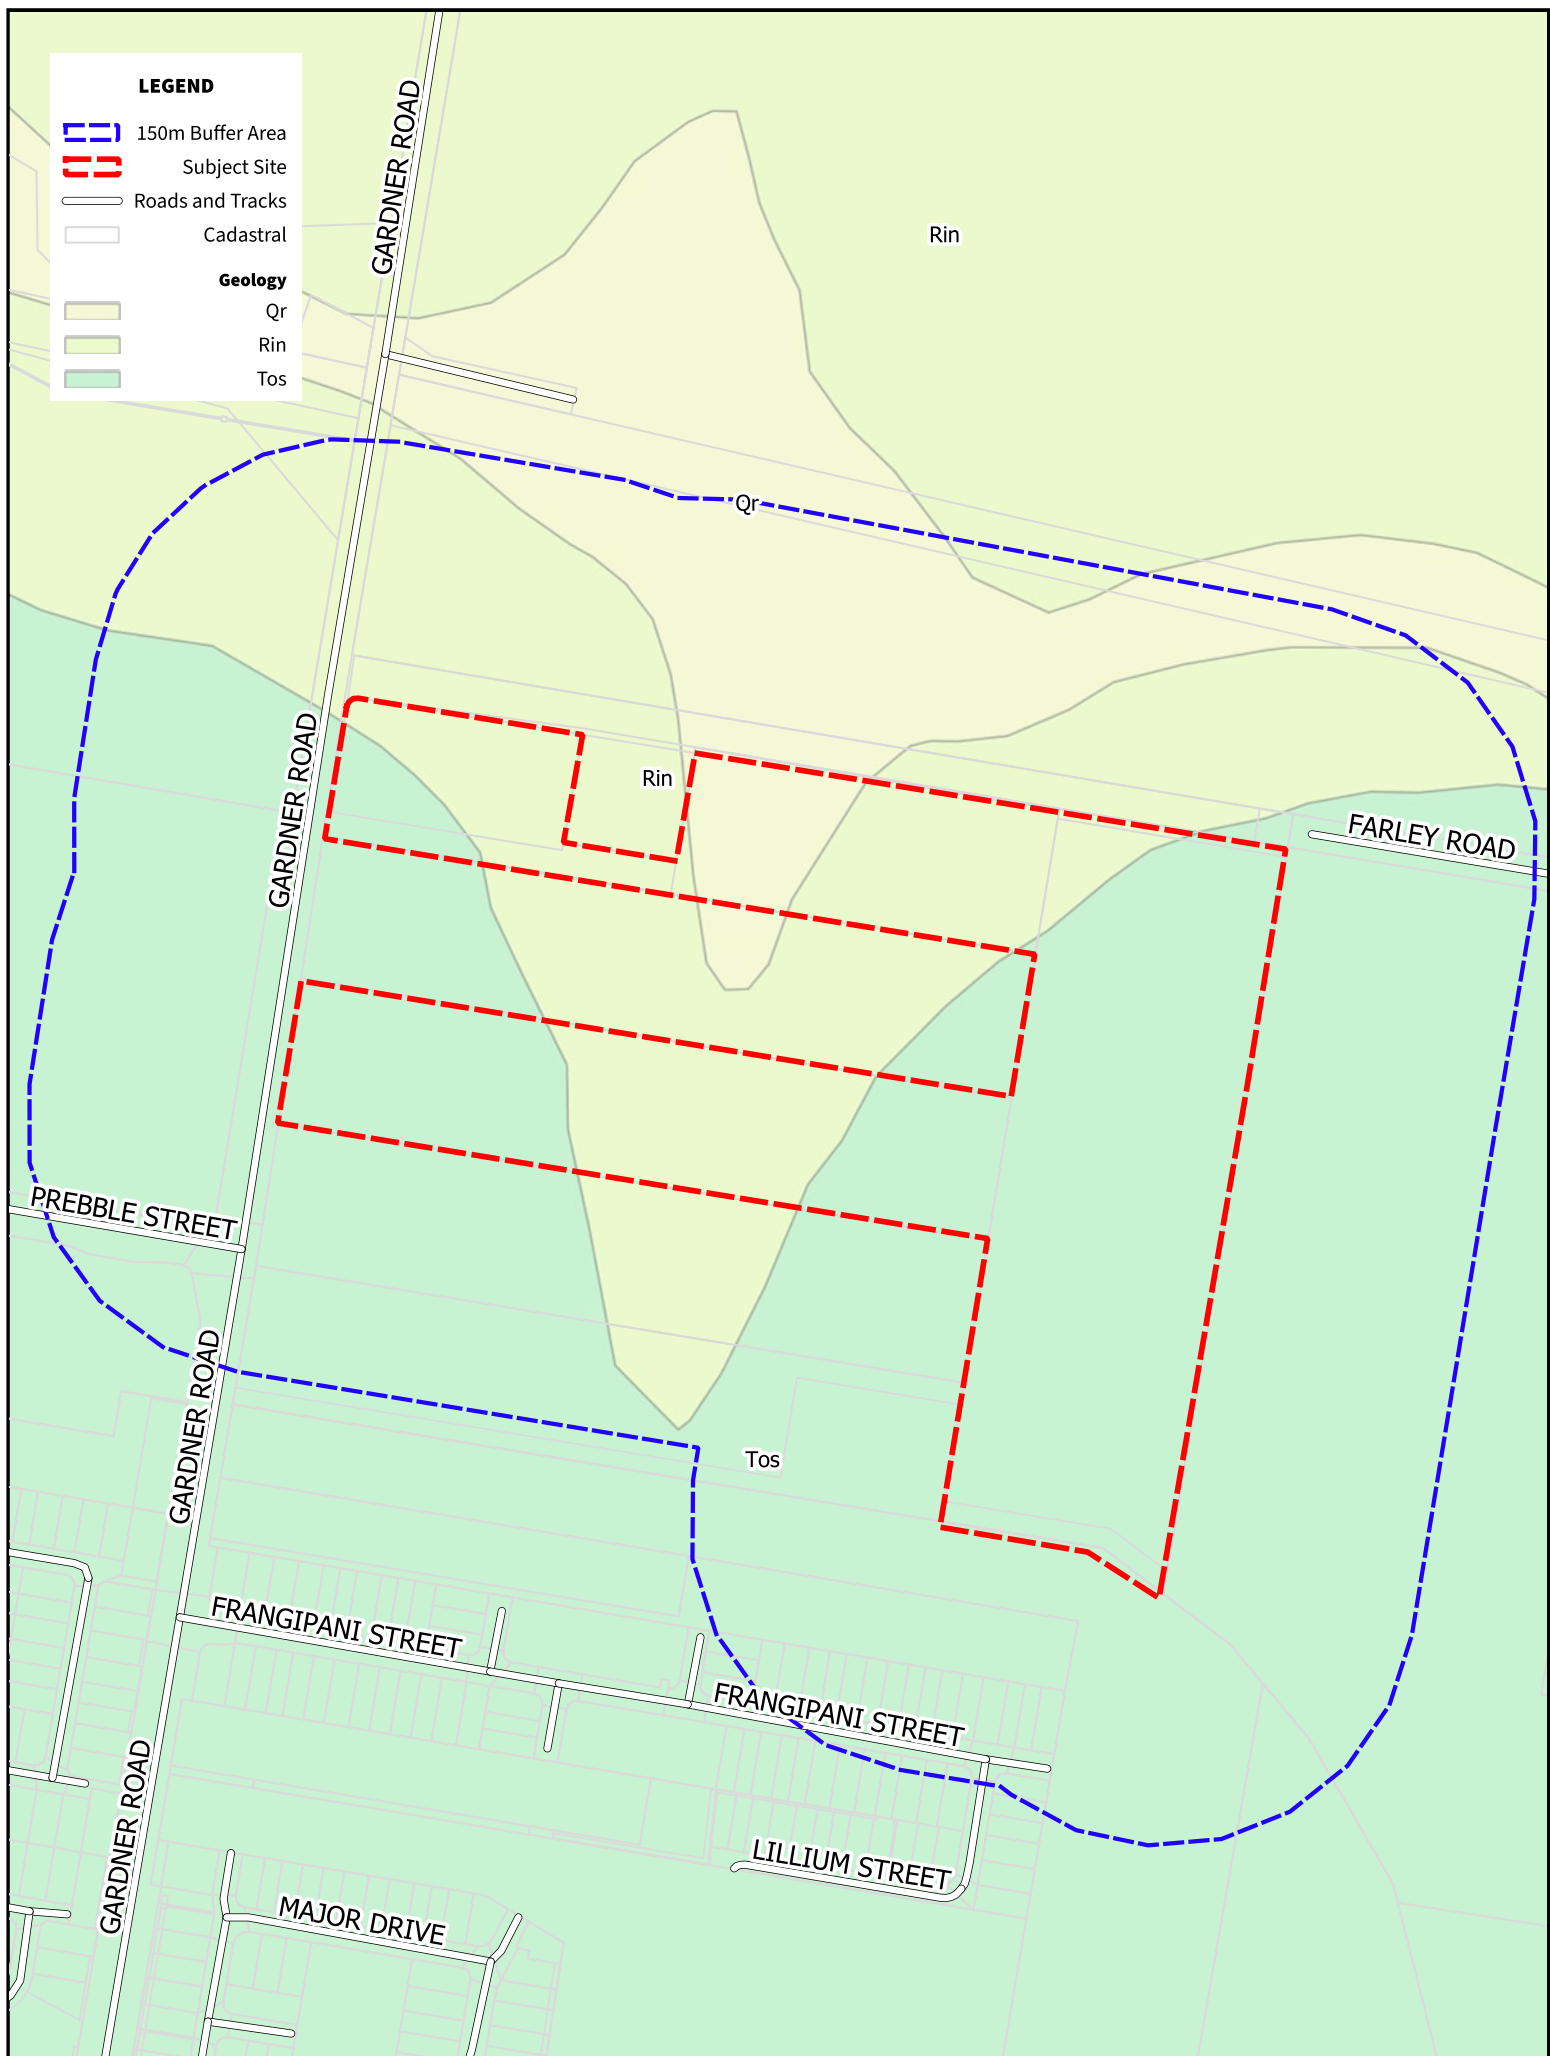 LEGEND
150m Buffer Area
Subject Site
Roads and Tracks
Cadastral
Geology
Qr
Rin
Tos
GARDNER ROAD
Rin
Qr
GARDNER ROAD
Rin
FARLEY ROAD
PREBBLE STREET
GARDNER ROAD
Tos
FRANGIPANI STREET
FRANGIPANI STREET
GARDNER ROAD
LILLIUM STREET
MAJOR DRIVE